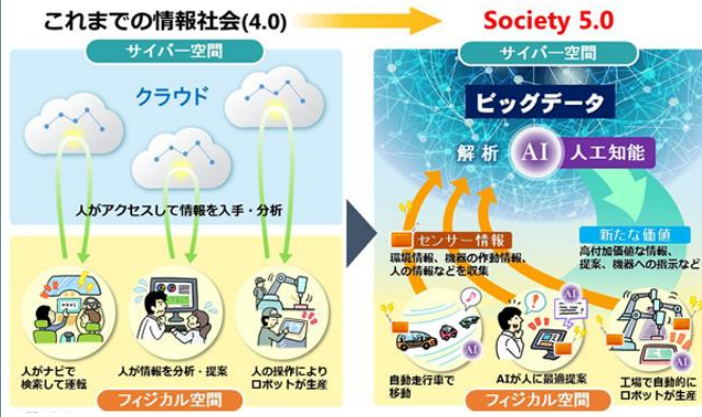 これまでの情報社会(4.0)
サイバー空間
クラウド
人がアクセスして情報を入手・分析
人がナビで
検索して運転
人が情報を分析・提案
人の操作により
ロボットが生産
フィジカル空間
Society 5.0
サイバー空間
ビッグデータ
解析 AI 人工知能
センサー情報
環境情報、機器の作動情報、
人の情報などを収集
新たな価値
高付加価値な情報、
提案、機器への指示など
AI
自動走行車で
移動
AI
AIが人に最適提案
AI
工場で自動的に
ロボットが生産
フィジカル空間